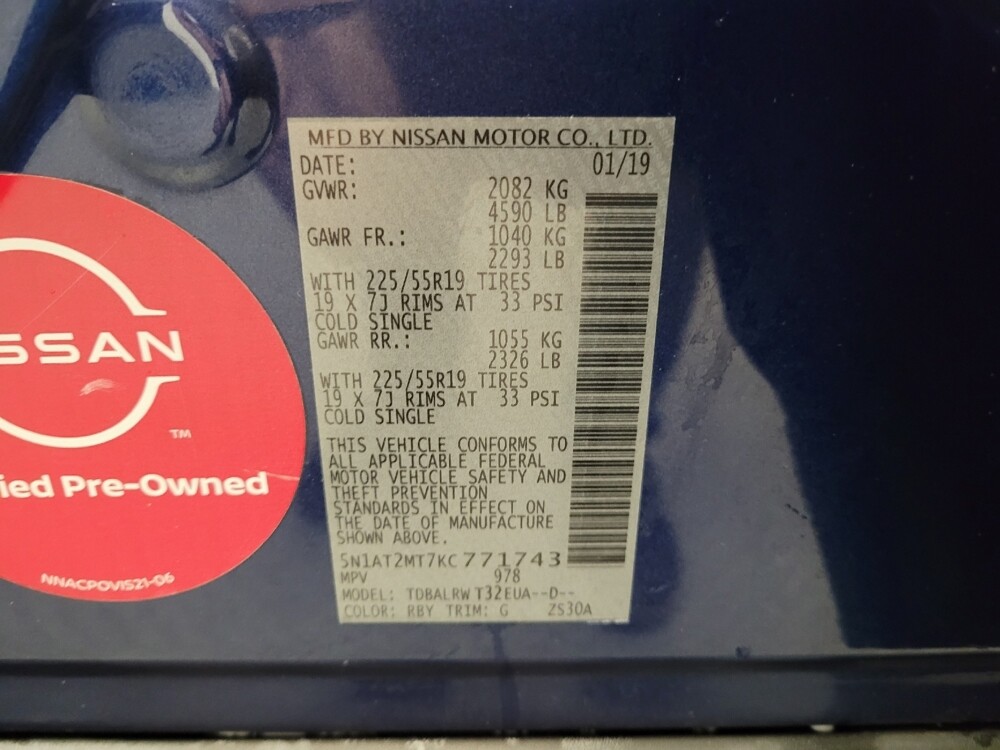 MFD BY NISSAN MOTOR CO., LTD.
DATE: 01/19
GVWR: 2082 KG
4590 LB
GAWR FR.: 1040 KG
2293 LB
WITH 225/55R19 TIRES
19 X 7J RIMS AT 33 PSI
COLD SINGLE
GAWR RR.: 1055 KG
2326 LB
WITH 225/55R19 TIRES
19 X 7J RIMS AT 33 PSI
COLD SINGLE
THIS VEHICLE CONFORMS TO
ALL APPLICABLE FEDERAL
MOTOR VEHICLE SAFETY AND
THEFT PREVENTION
STANDARDS IN EFFECT ON
THE DATE OF MANUFACTURE
SHOWN ABOVE.
5N1AT2MT7KC771743
MPV 978
MODEL: TDBALRW T32EUA--D--
COLOR: RBY TRIM: G ZS30A
SSAN
TM
ied Pre-Owned
NNACPOVIS21-06